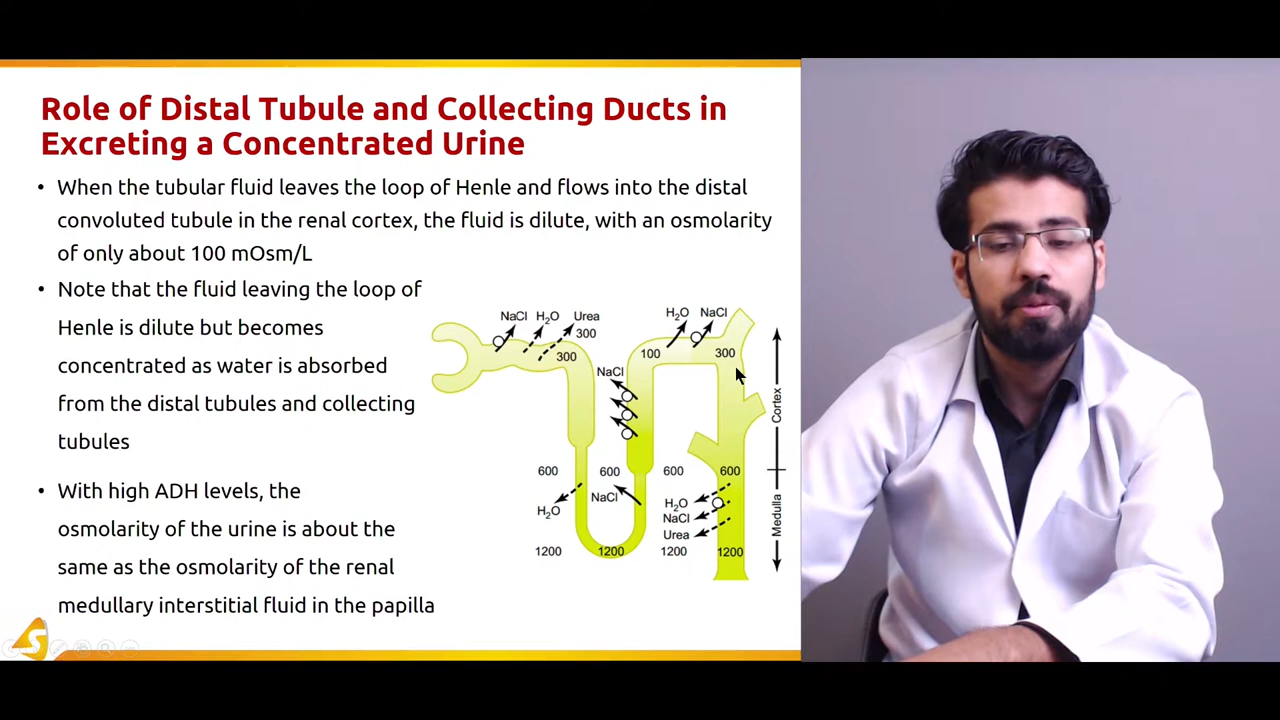 Role of Distal Tubule and Collecting Ducts in
Excreting a Concentrated Urine
• When the tubular fluid leaves the loop of Henle and flows into the distal
convoluted tubule in the renal cortex, the fluid is dilute, with an osmolarity
of only about 100 mOsm/L
• Note that the fluid leaving the loop of
Henle is dilute but becomes
concentrated as water is absorbed
from the distal tubules and collecting
tubules
• With high ADH levels, the
osmolarity of the urine is about the
same as the osmolarity of the renal
medullary interstitial fluid in the papilla
NaCl H₂O Urea
300
300
NaCl
H₂O NaCl
100 300
Cortex
600 600 600 600
H₂O
NaCl
H₂O
NaCl
Urea
Medulla
1200 1200 1200 1200
S